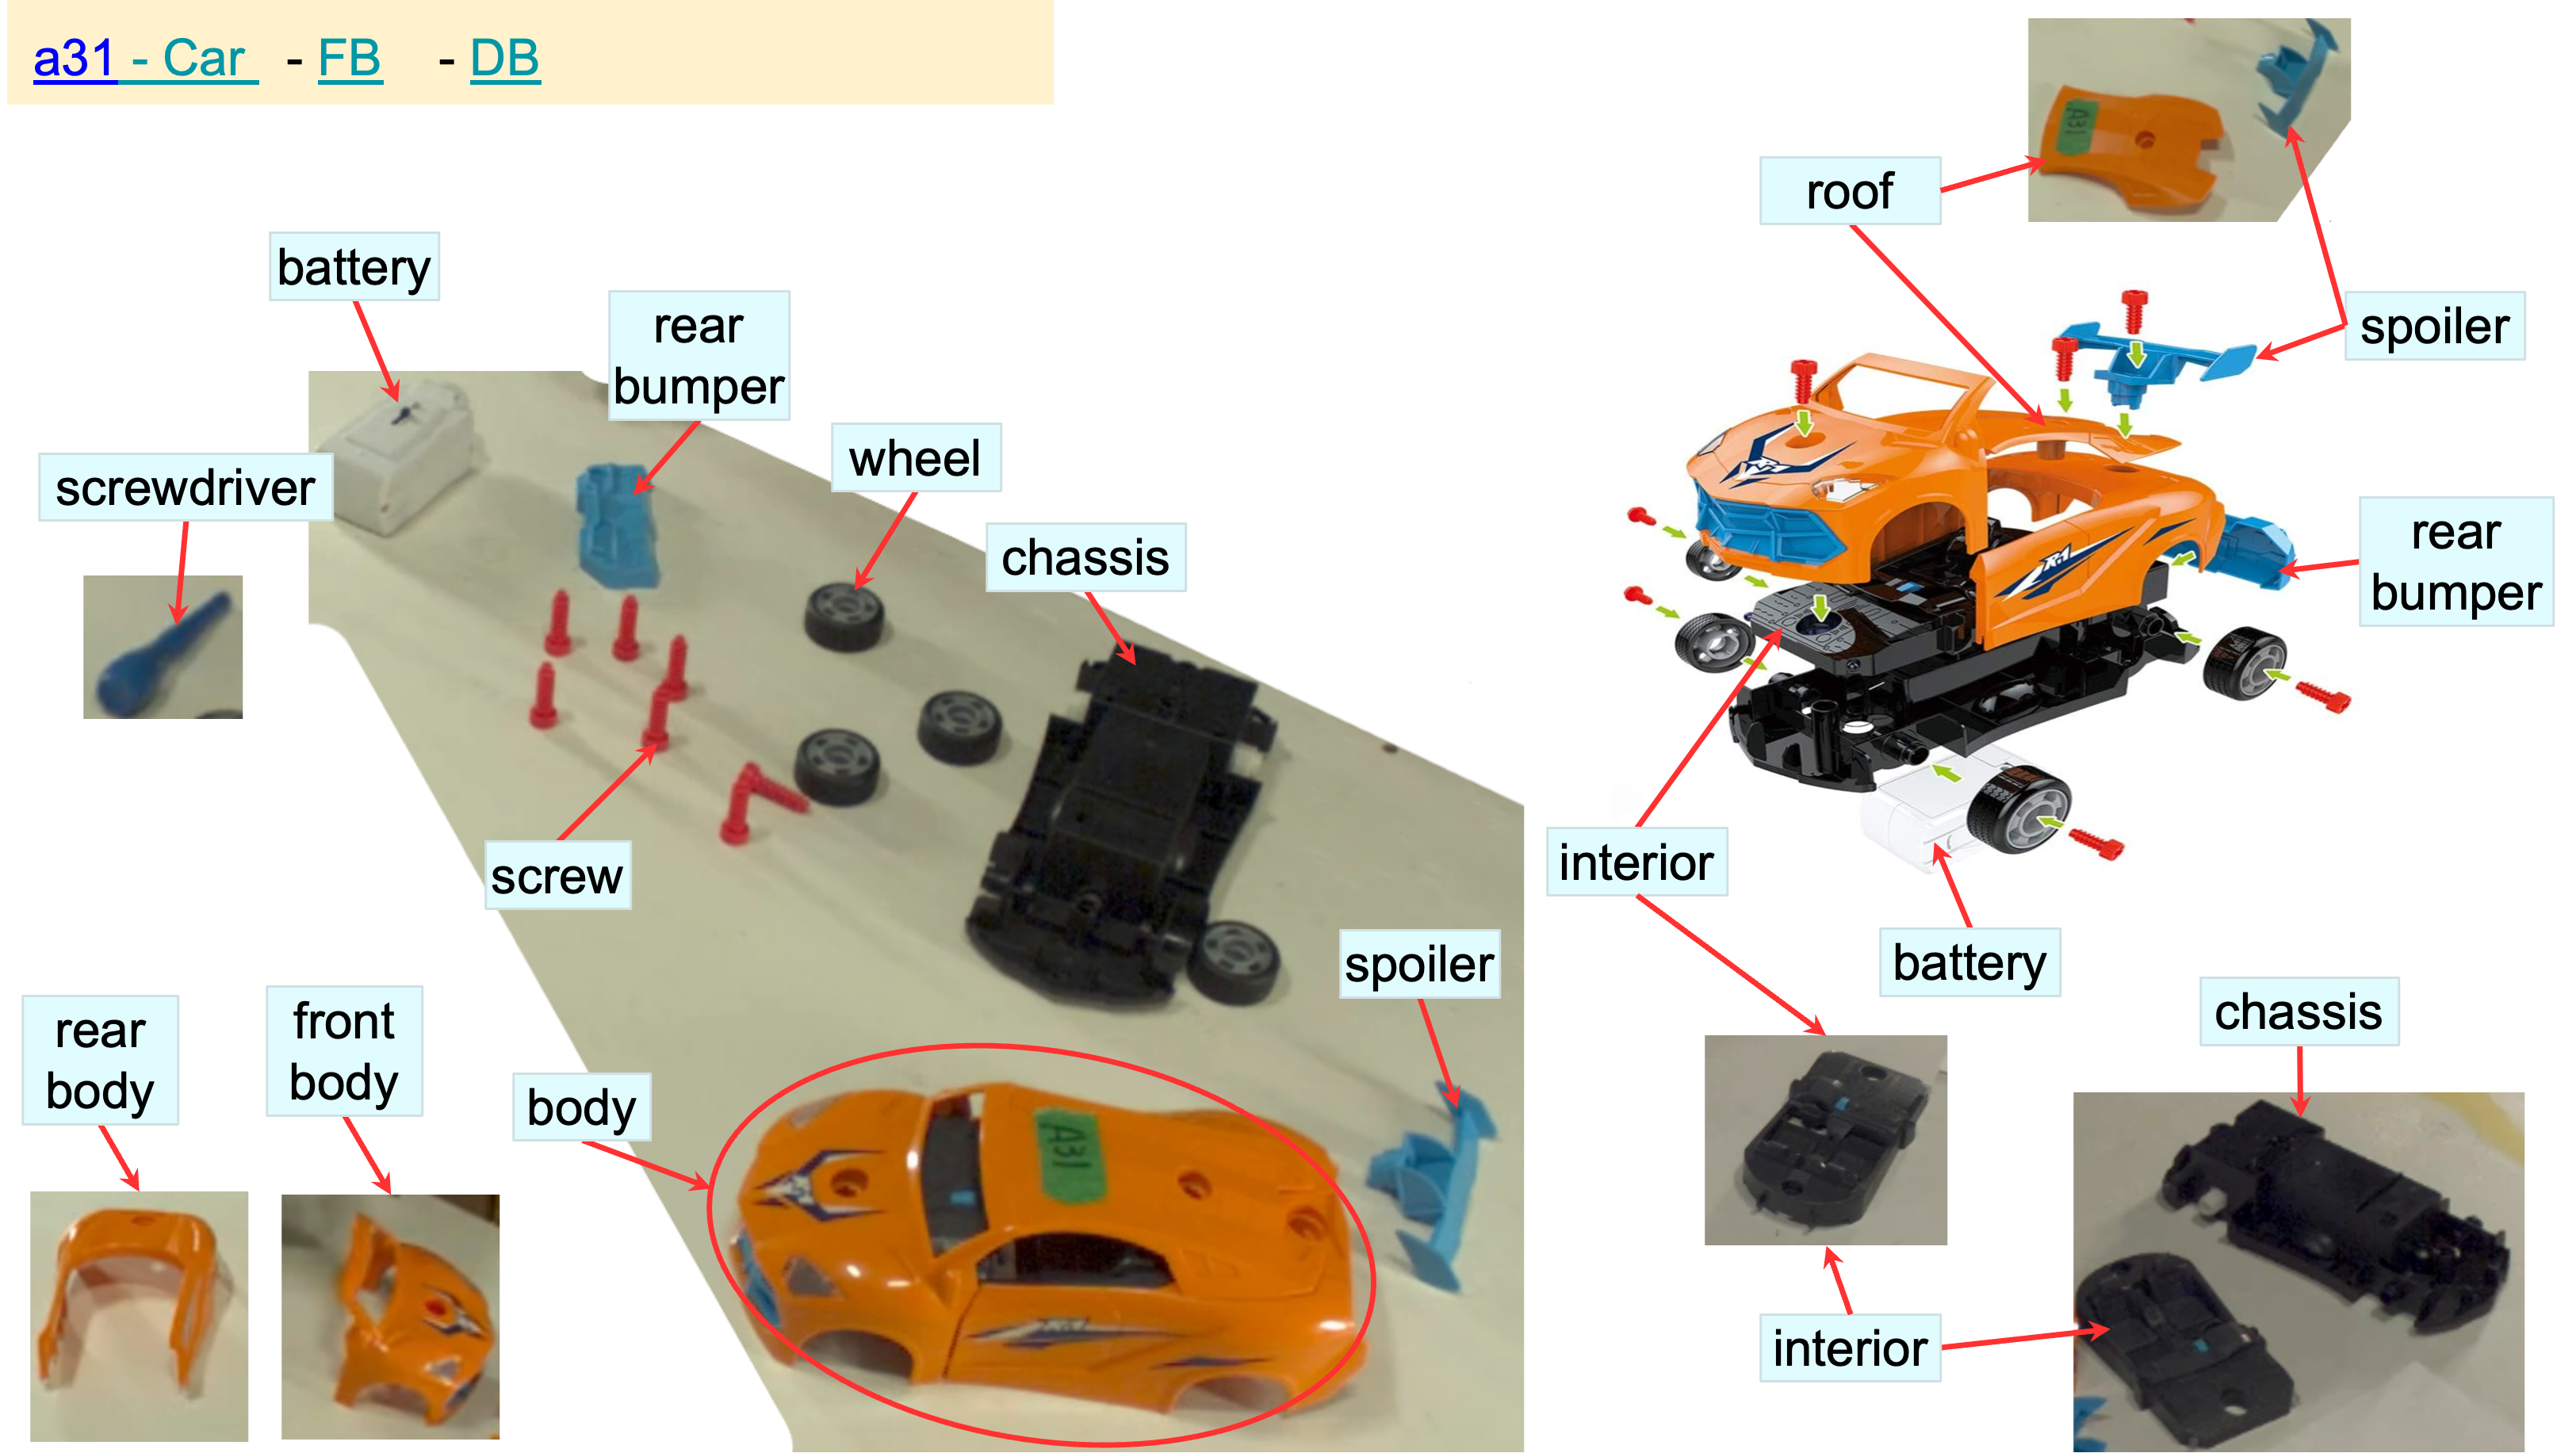 a31 - Car - FB - DB
roof
battery
rear
bumper
spoiler
wheel
screwdriver
chassis
rear
bumper
screw
interior
spoiler
battery
chassis
rear
body
front
body
body
interior
A31
A31